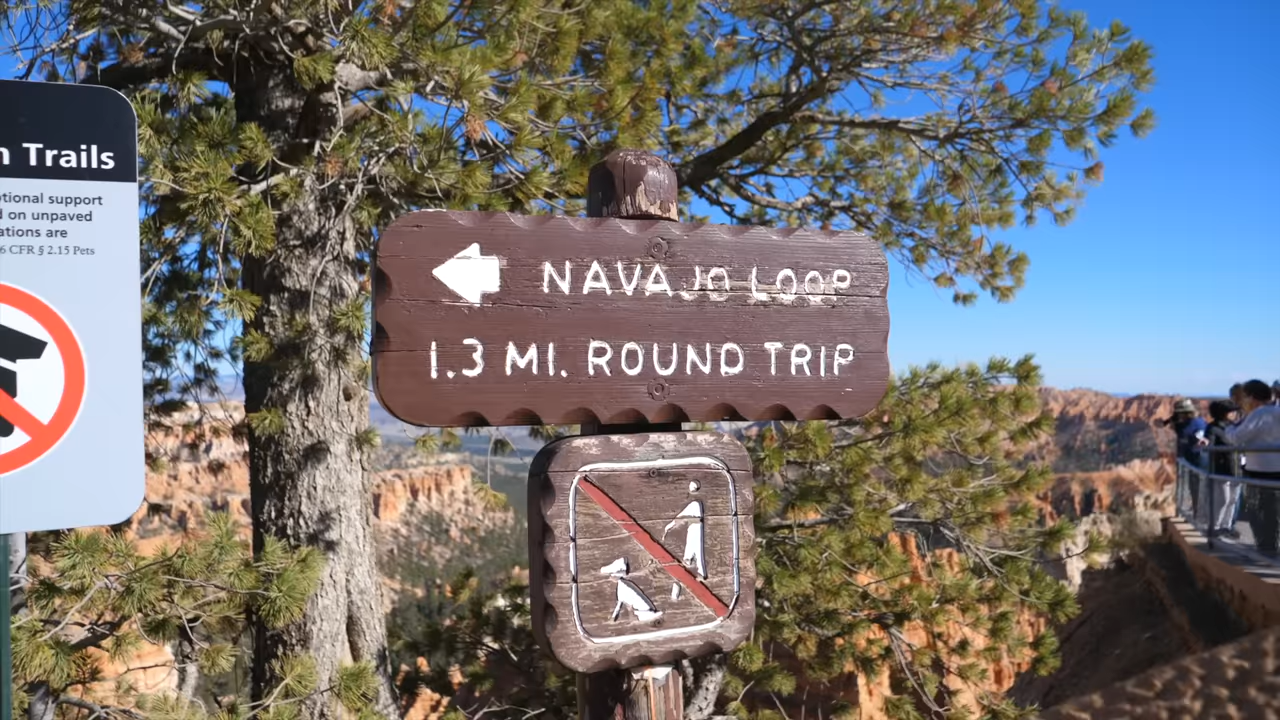 Trails
tional support
on unpaved
ations are
6 CFR § 2.15 Pets
NAVAJO LOOP
1.3 MI. ROUND TRIP